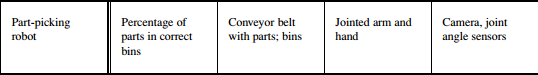 Part-picking
robot
Percentage of
parts in correct
bins
Conveyor belt
with parts; bins
Jointed arm and
hand
Camera, joint
angle sensors